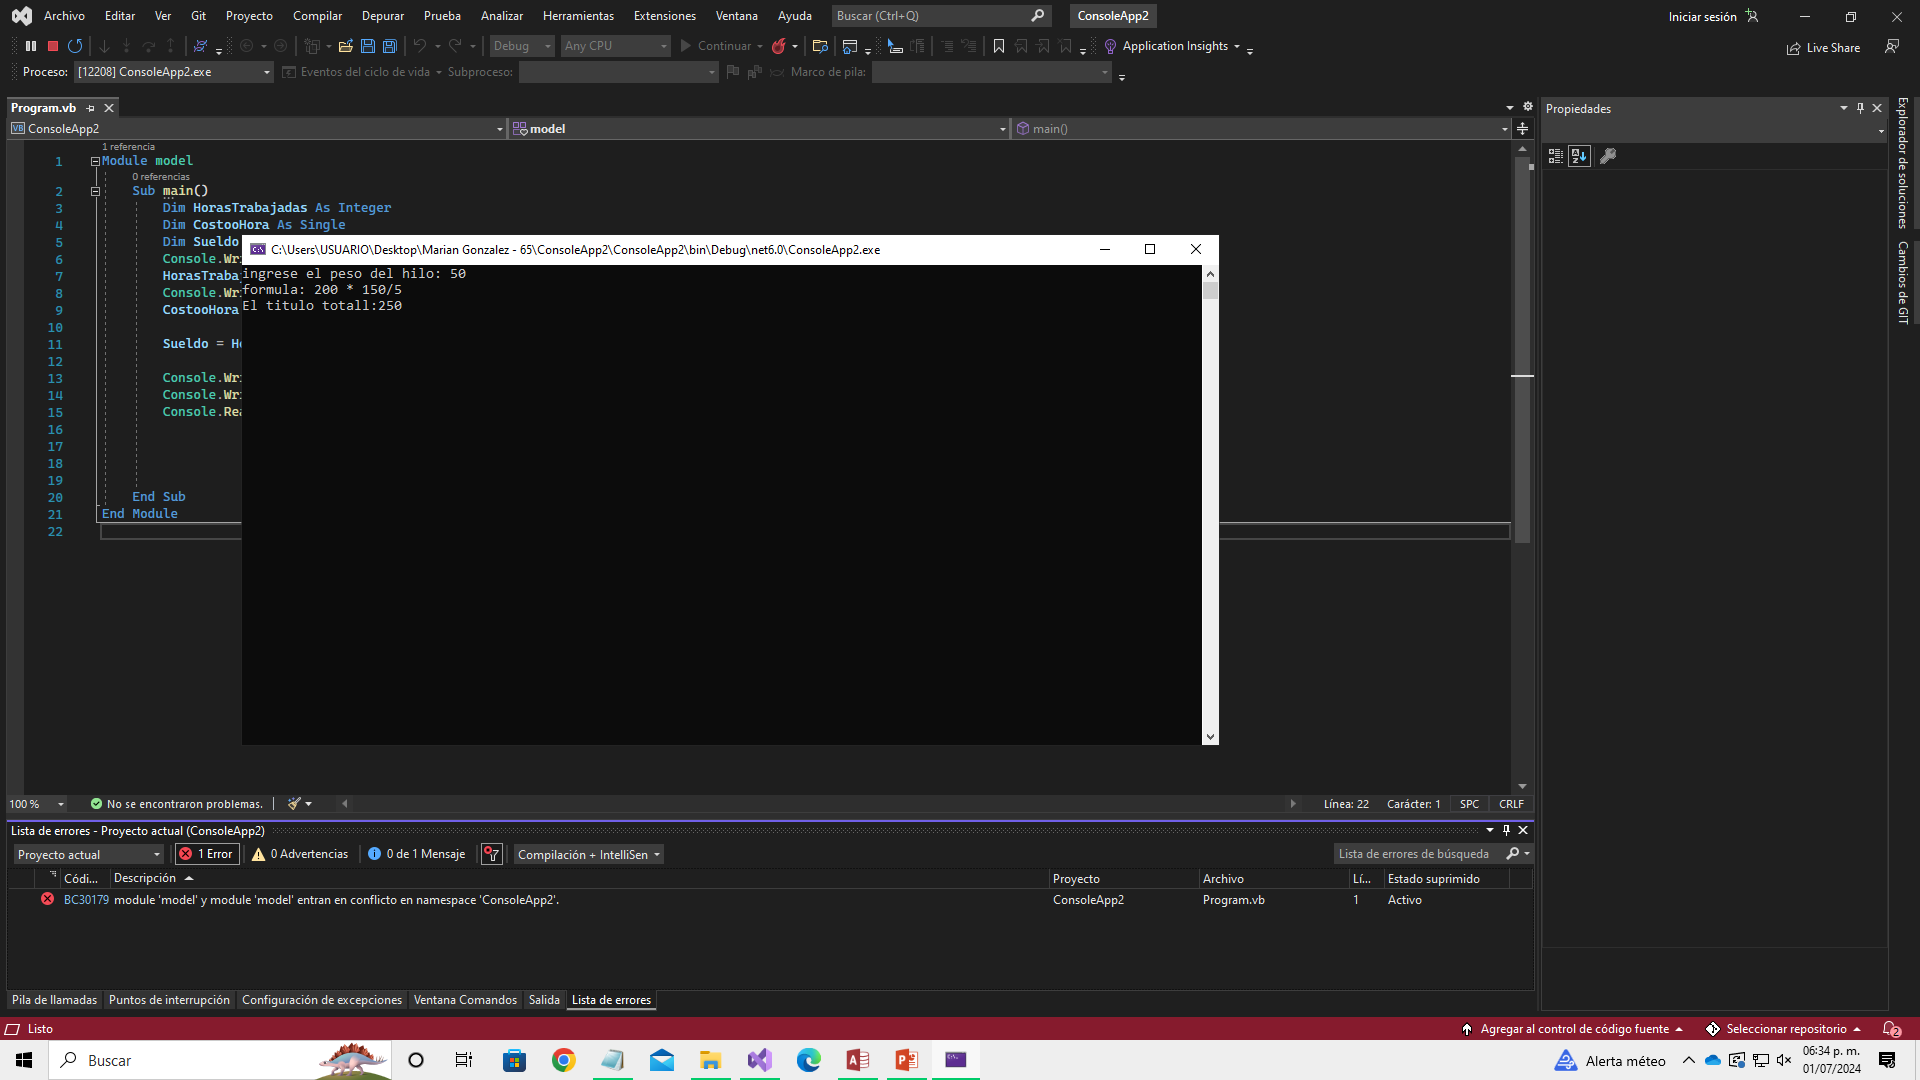 Archivo Editar Ver Git Proyecto Compilar Depurar Prueba Analizar Herramientas Extensiones Ventana Ayuda Buscar (Ctrl+Q) ConsoleApp2 Iniciar sesión
Debug Any CPU Continuar Application Insights Live Share
Proceso: [12208] ConsoleApp2.exe Eventos del ciclo de vida Subproceso: Marco de pila:
Program.vb
ConsoleApp2 model main()
1 referencia
1 Module model
0 referencias
2 Sub main()
3 Dim HorasTrabajadas As Integer
4 Dim CostooHora As Single
5 Dim Sueldo
6 Console.Wr
7 HorasTraba
8 Console.Wr
9 CostooHora
10
11 Sueldo = H
12
13 Console.Wr
14 Console.Wr
15 Console.Rea
16
17
18
19
20 End Sub
21 End Module
22
C:\Users\USUARIO\Desktop\Marian Gonzalez - 65\ConsoleApp2\ConsoleApp2\bin\Debug\net6.0\ConsoleApp2.exe
ingrese el peso del hilo: 50
formula: 200 * 150/5
El titulo totall:250
Propiedades
Explorador de soluciones
Cambios de GIT
100 % No se encontraron problemas. Línea: 22 Carácter: 1 SPC CRLF
Lista de errores - Proyecto actual (ConsoleApp2)
Proyecto actual 1 Error 0 Advertencias 0 de 1 Mensaje Compilación + IntelliSen Lista de errores de búsqueda
Códi... Descripción Proyecto Archivo Lí... Estado suprimido
BC30179 module 'model' y module 'model' entran en conflicto en namespace 'ConsoleApp2'. ConsoleApp2 Program.vb 1 Activo
Pila de llamadas Puntos de interrupción Configuración de excepciones Ventana Comandos Salida Lista de errores
Listo Agregar al control de código fuente Seleccionar repositorio 2
Buscar Alerta méteo 06:34 p. m.
01/07/2024